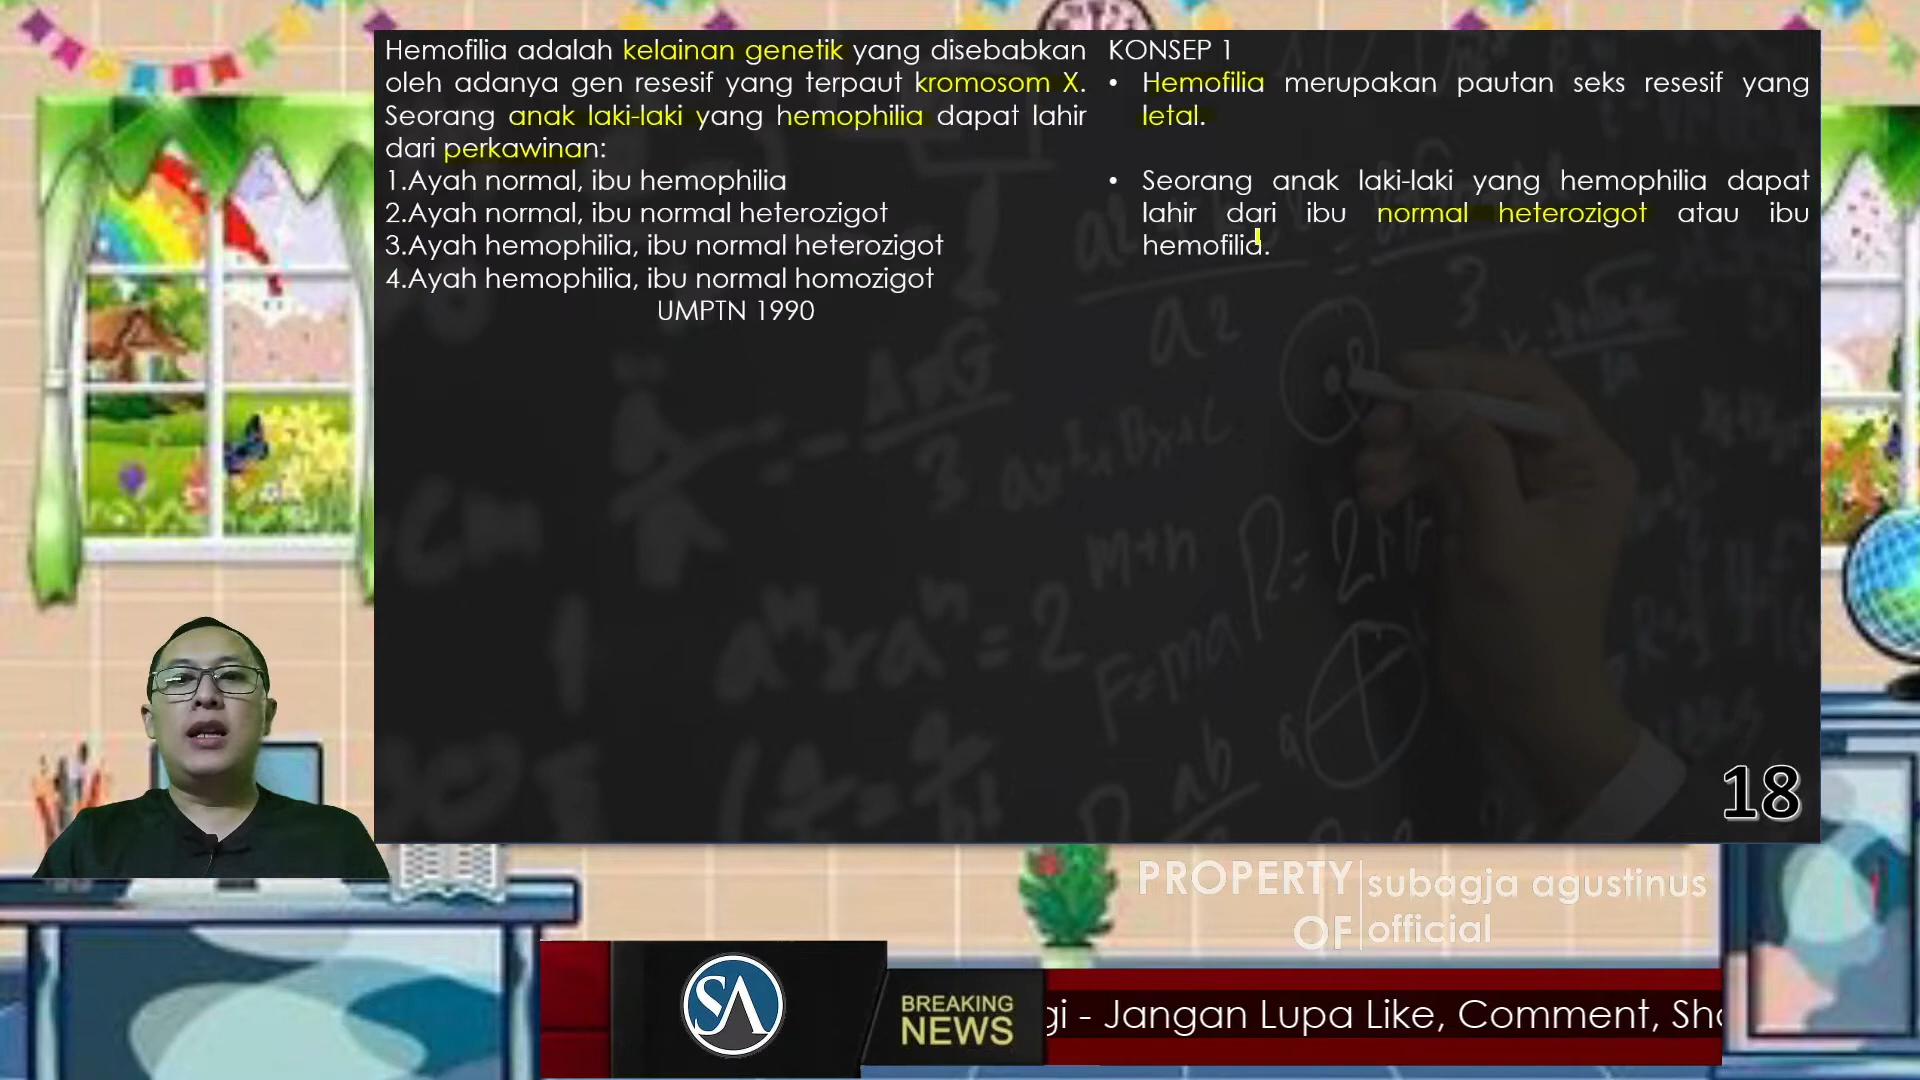 Hemofilia adalah kelainan genetik yang disebabkan
oleh adanya gen resesif yang terpaut kromosom X.
Seorang anak laki-laki yang hemophilia dapat lahir
dari perkawinan:
1.Ayah normal, ibu hemophilia
2.Ayah normal, ibu normal heterozigot
3.Ayah hemophilia, ibu normal heterozigot
4.Ayah hemophilia, ibu normal homozigot
UMPTN 1990
KONSEP 1
• Hemofilia merupakan pautan seks resesif yang
letal.
• Seorang anak laki-laki yang hemophilia dapat
lahir dari ibu normal heterozigot atau ibu
hemofilia.
18
PROPERTY
OF
subagja agustinus
official
SA
BREAKING
NEWS
gi - Jangan Lupa Like, Comment,